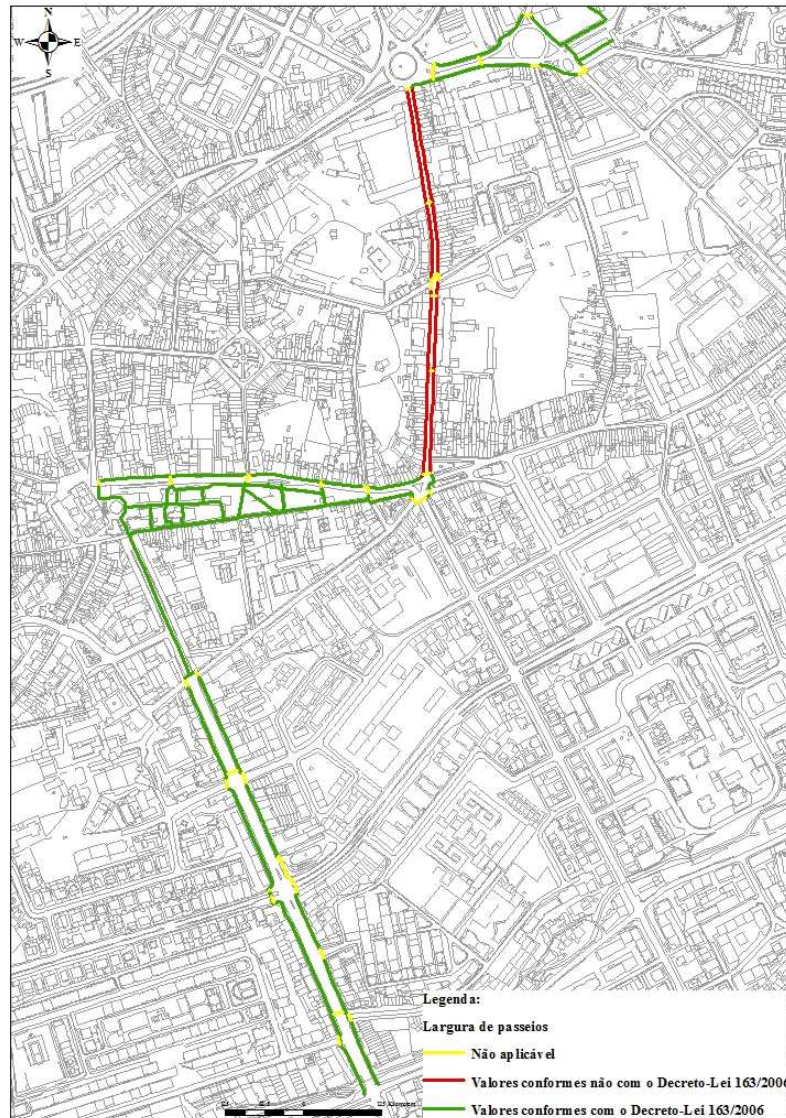 N
W E
S
Legenda:
Largura de passeios
Não aplicável
Valores conformes não com o Decreto-Lei 163/2006
Valores conformes com o Decreto-Lei 163/2006